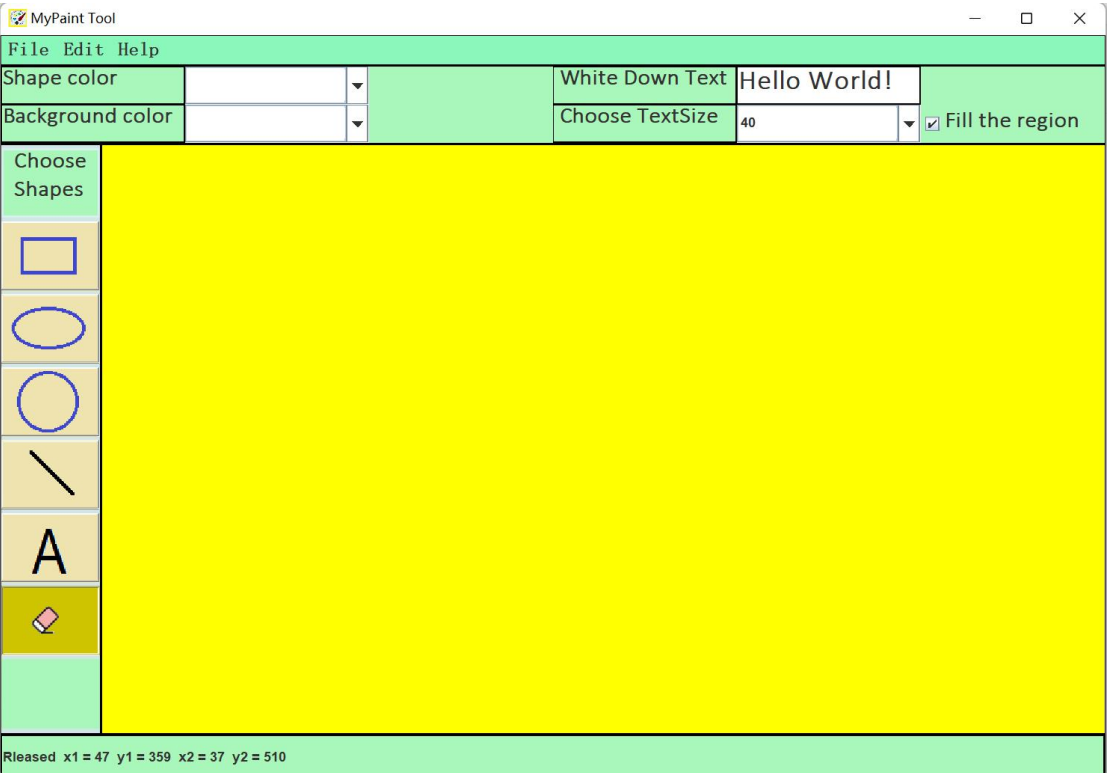 MyPaint Tool
File Edit Help
Shape color
White Down Text
Hello World!
Background color
Choose TextSize
40
Fill the region
Choose
Shapes
A
Rleased x1 = 47 y1 = 359 x2 = 37 y2 = 510